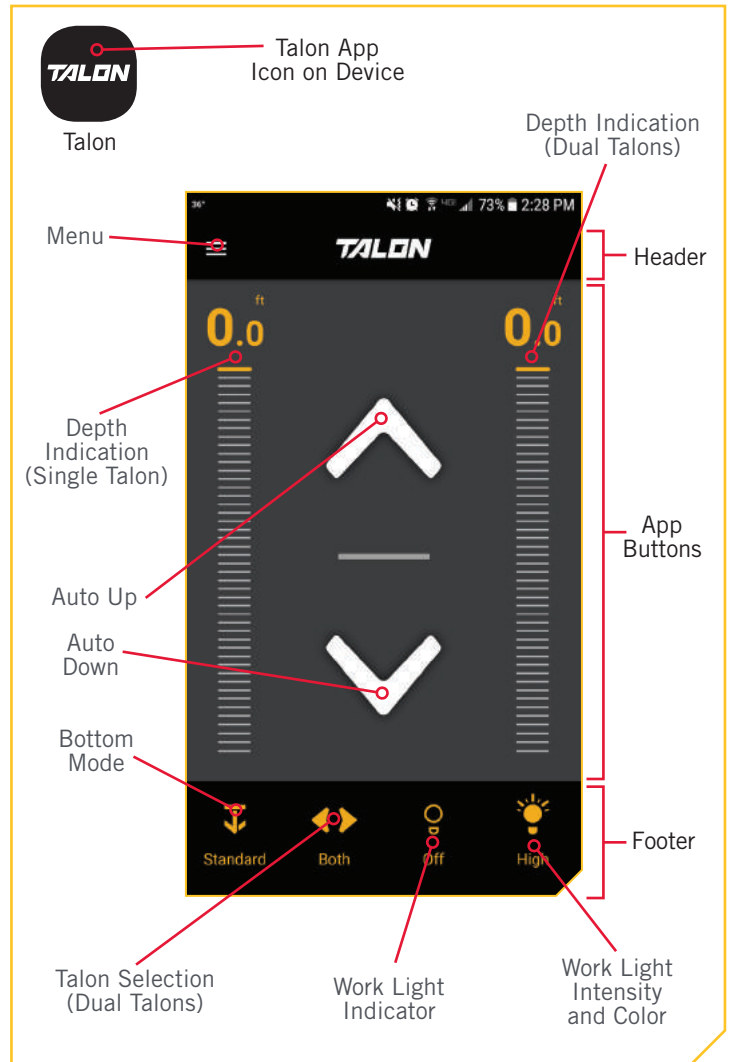 TALON
Talon App
Icon on Device
Talon
Depth Indication
(Dual Talons)
36°
73% 2:28 PM
Menu
TALON
Header
0.0 ft
0.0 ft
Depth
Indication
(Single Talon)
App
Buttons
Auto Up
Auto
Down
Bottom
Mode
Standard
Both
Off
High
Footer
Talon Selection
(Dual Talons)
Work Light
Indicator
Work Light
Intensity
and Color